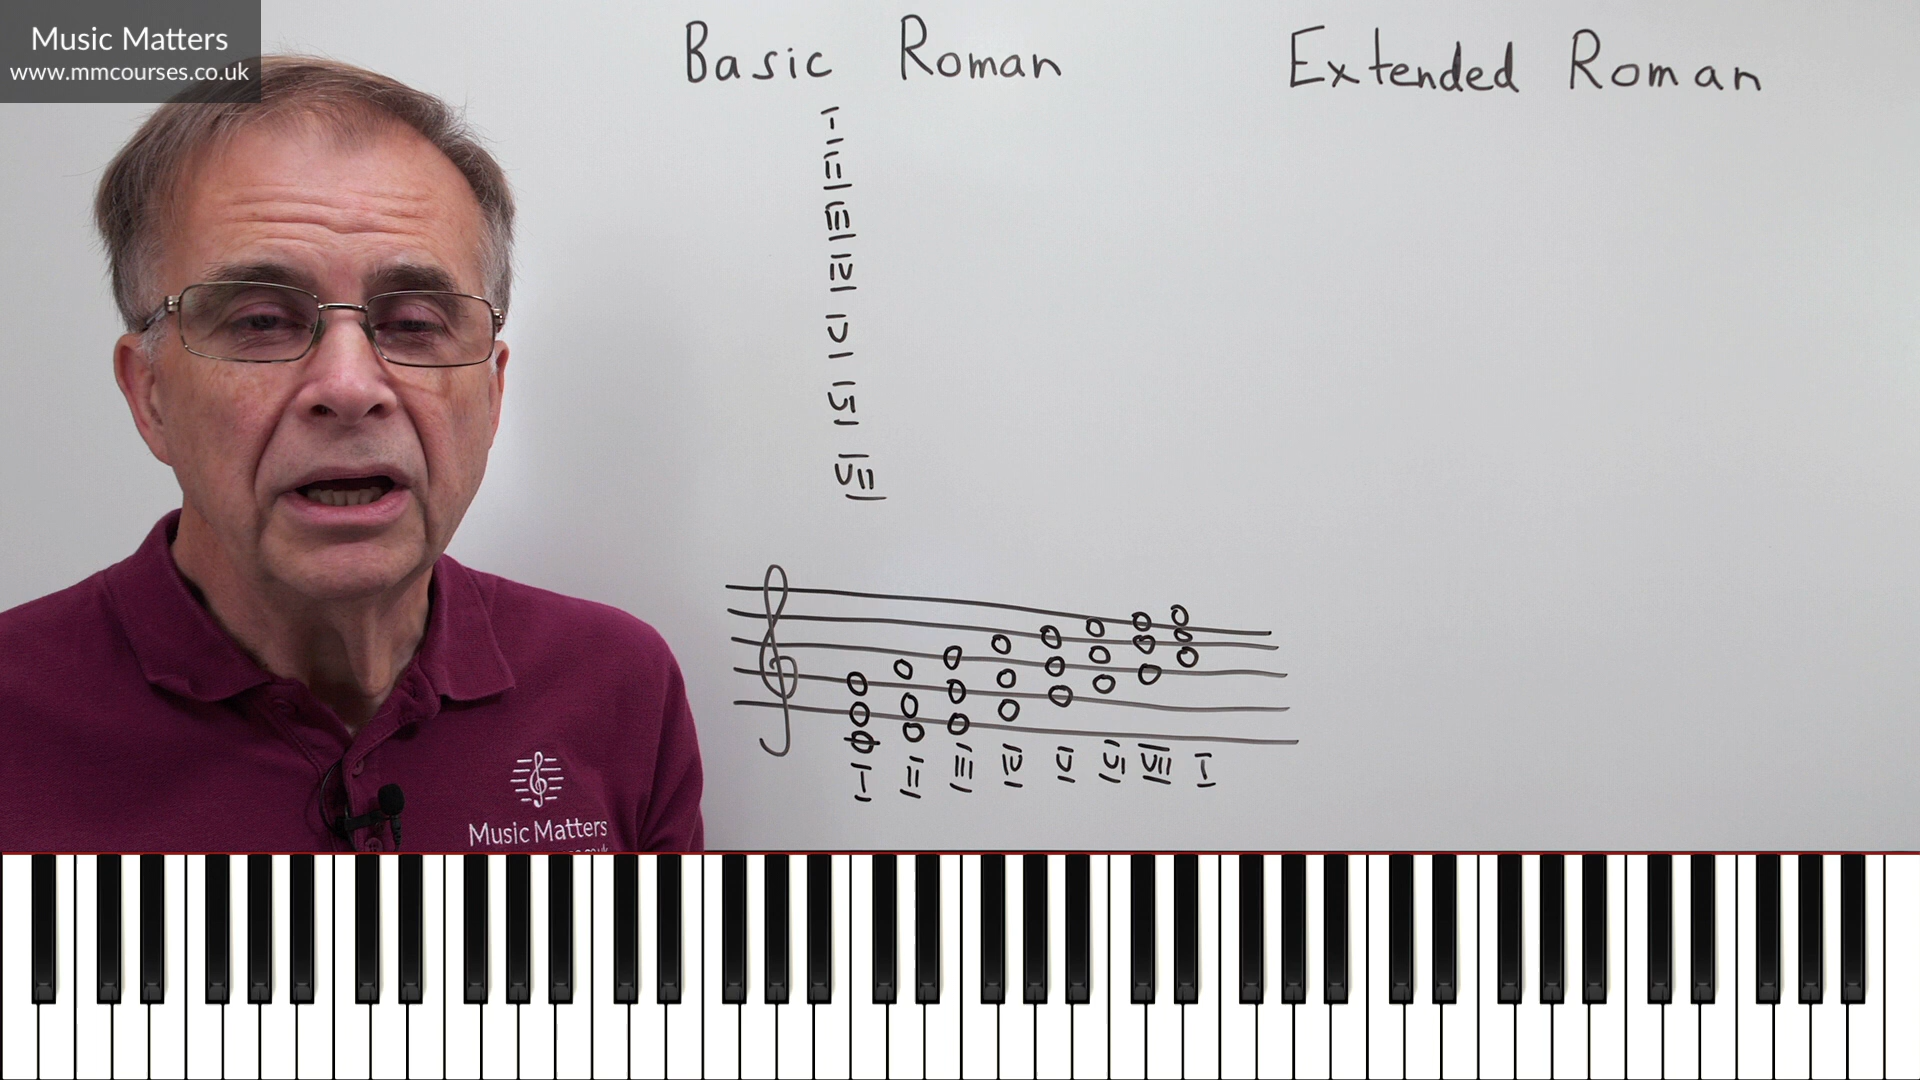 Music Matters
www.mmcourses.co.uk
Basic Roman
Extended Roman
I
II
III
IV
V
VI
VII
I II III IV V VI VII I
Music Matters